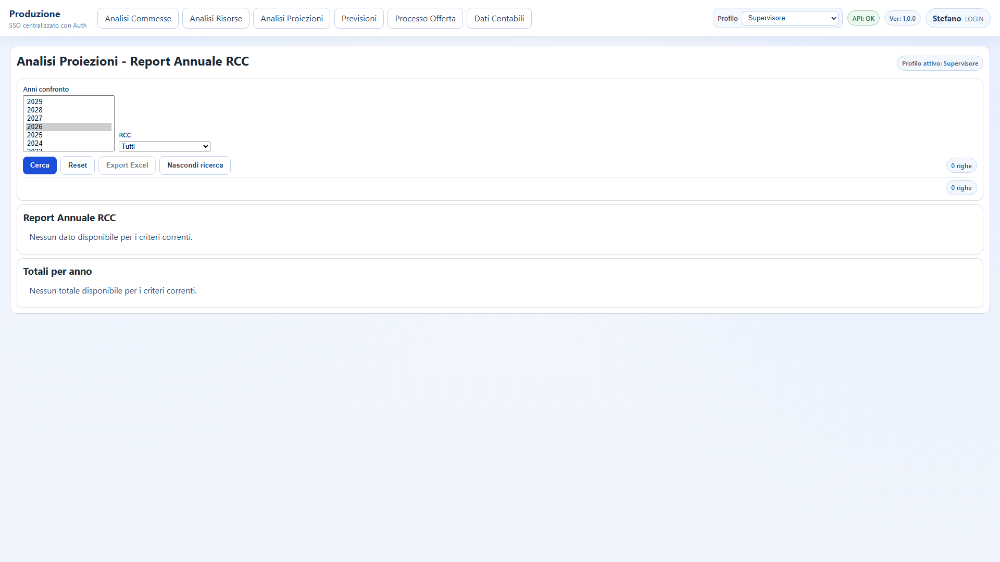 Produzione
SSO centralizzato con Auth
Analisi Commesse
Analisi Risorse
Analisi Proiezioni
Previsioni
Processo Offerta
Dati Contabili
Profilo
Supervisore
API: OK
Ver: 1.0.0
Stefano LOGIN
Analisi Proiezioni - Report Annuale RCC
Profilo attivo: Supervisore
Anni confronto
2029
2028
2027
2026
2025
2024
RCC
Tutti
Cerca
Reset
Export Excel
Nascondi ricerca
0 righe
0 righe
Report Annuale RCC
Nessun dato disponibile per i criteri correnti.
Totali per anno
Nessun totale disponibile per i criteri correnti.